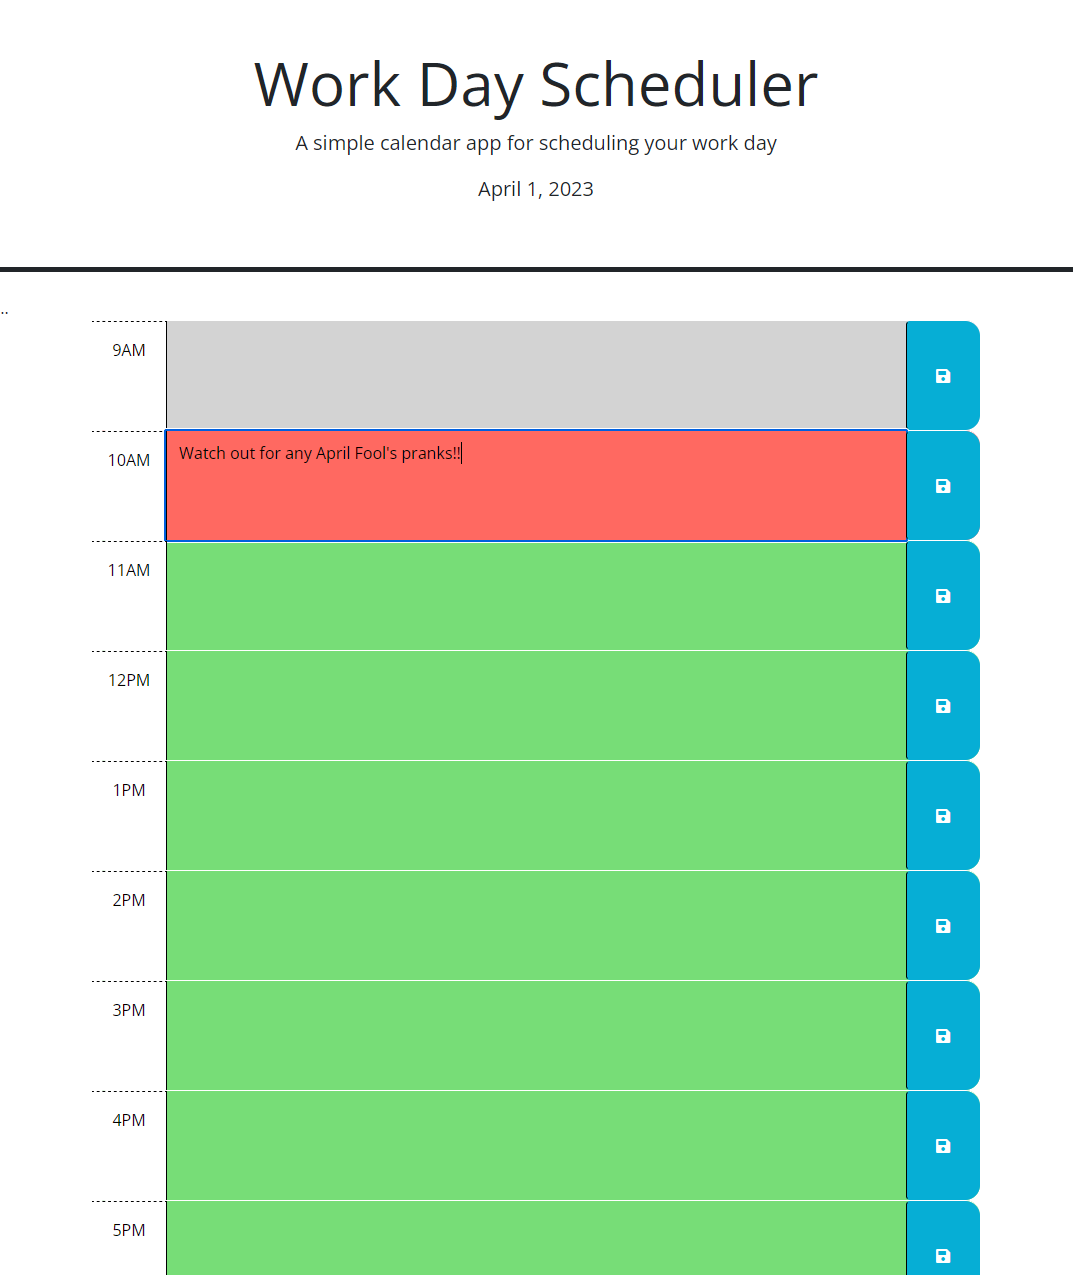 Work Day Scheduler
A simple calendar app for scheduling your work day
April 1, 2023
..
9AM
10AM
Watch out for any April Fool's pranks!!
11AM
12PM
1PM
2PM
3PM
4PM
5PM